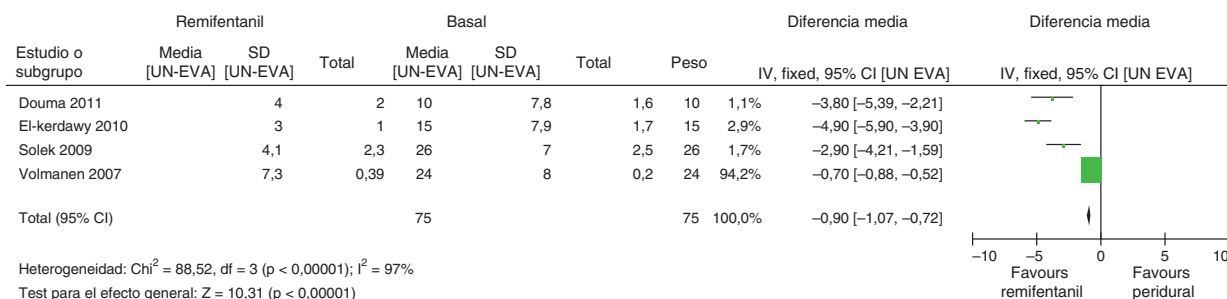 Remifentanil Basal Diferencia media Diferencia media
Estudio o subgrupo Media [UN-EVA] SD [UN-EVA] Total Media [UN-EVA] SD [UN-EVA] Total Peso IV, fixed, 95% CI [UN EVA] IV, fixed, 95% CI [UN EVA]
Douma 2011 4 2 10 7,8 1,6 10 1,1% –3,80 [–5,39, –2,21]
El-kerdawy 2010 3 1 15 7,9 1,7 15 2,9% –4,90 [–5,90, –3,90]
Solek 2009 4,1 2,3 26 7 2,5 26 1,7% –2,90 [–4,21, –1,59]
Volmanen 2007 7,3 0,39 24 8 0,2 24 94,2% –0,70 [–0,88, –0,52]
Total (95% CI) 75 75 100,0% –0,90 [–1,07, –0,72]
–10 –5 0 5 10
Favours remifentanil Favours peridural
Heterogeneidad: Chi² = 88,52, df = 3 (p < 0,00001); I² = 97%
Test para el efecto general: Z = 10.31 (p < 0,00001)